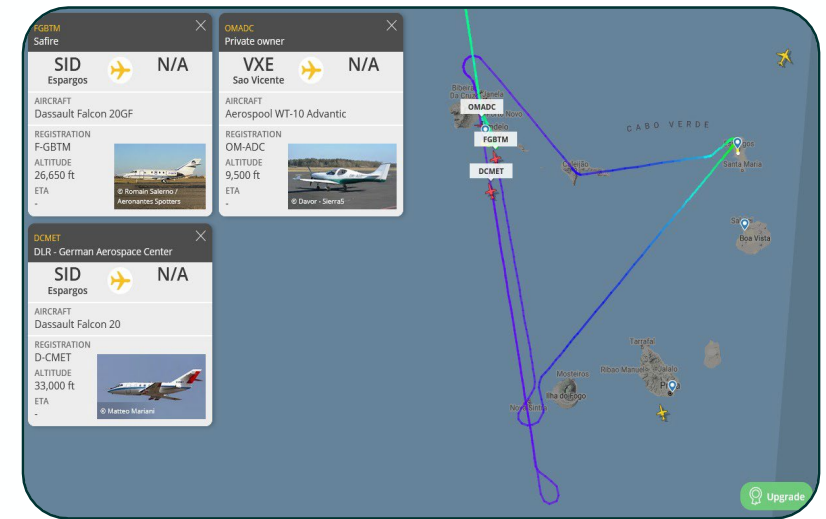 FGBTM
Safire
SID
Espargos
N/A
AIRCRAFT
Dassault Falcon 20GF
REGISTRATION
F-GBTM
ALTITUDE
26,650 ft
ETA
-
© Romain Salerno /
Aeronantes Spotters
OMADC
Private owner
VXE
Sao Vicente
N/A
AIRCRAFT
Aerospool WT-10 Advantic
REGISTRATION
OM-ADC
ALTITUDE
9,500 ft
ETA
-
© Davor - Sierra5
DCMET
DLR - German Aerospace Center
SID
Espargos
N/A
AIRCRAFT
Dassault Falcon 20
REGISTRATION
D-CMET
ALTITUDE
33,000 ft
ETA
-
© Matteo Mariani
Ribeira
OMADC
FGBTM
DCMET
CABO VERDE
Santa Maria
Boa Vista
Tarrafal
Mosteiros
Ilha do Fogo
Upgrade